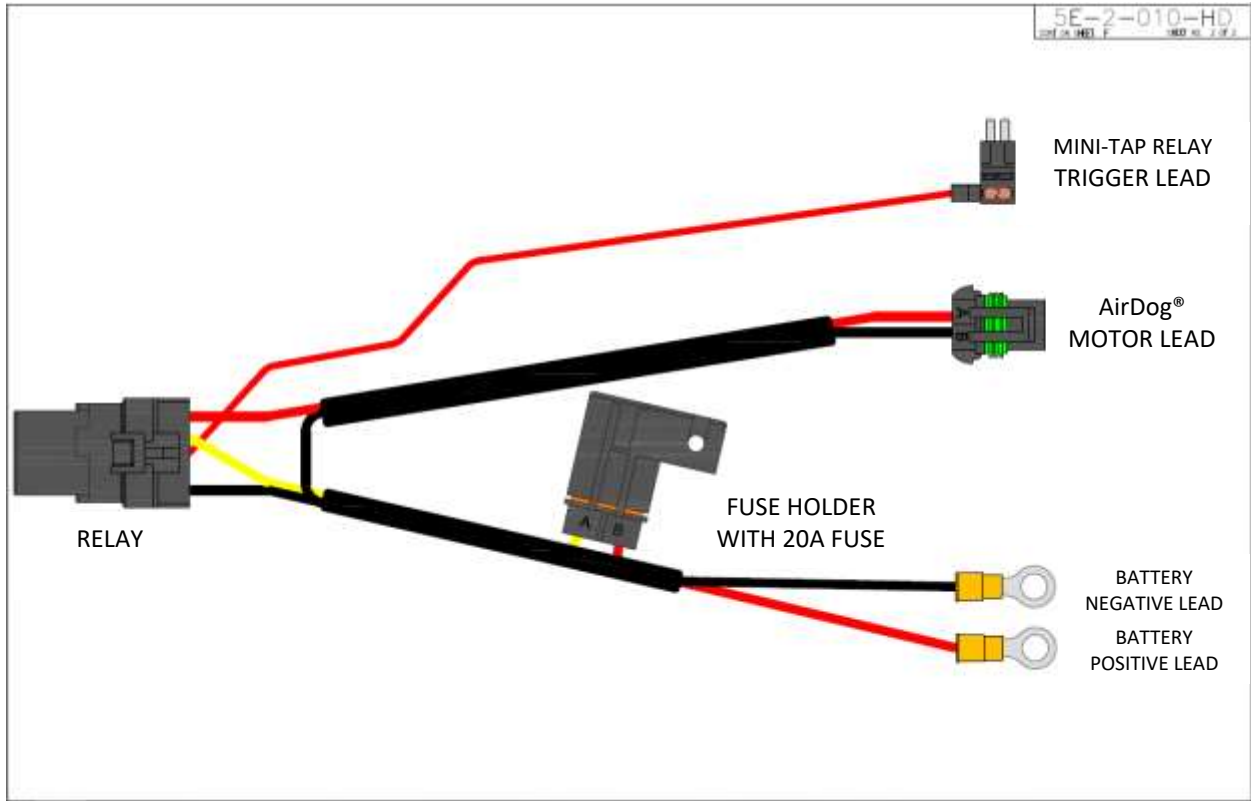 5E-2-010-HD
MINI-TAP RELAY
TRIGGER LEAD
AirDog®
MOTOR LEAD
A
B
RELAY
A B
FUSE HOLDER
WITH 20A FUSE
BATTERY
NEGATIVE LEAD
BATTERY
POSITIVE LEAD